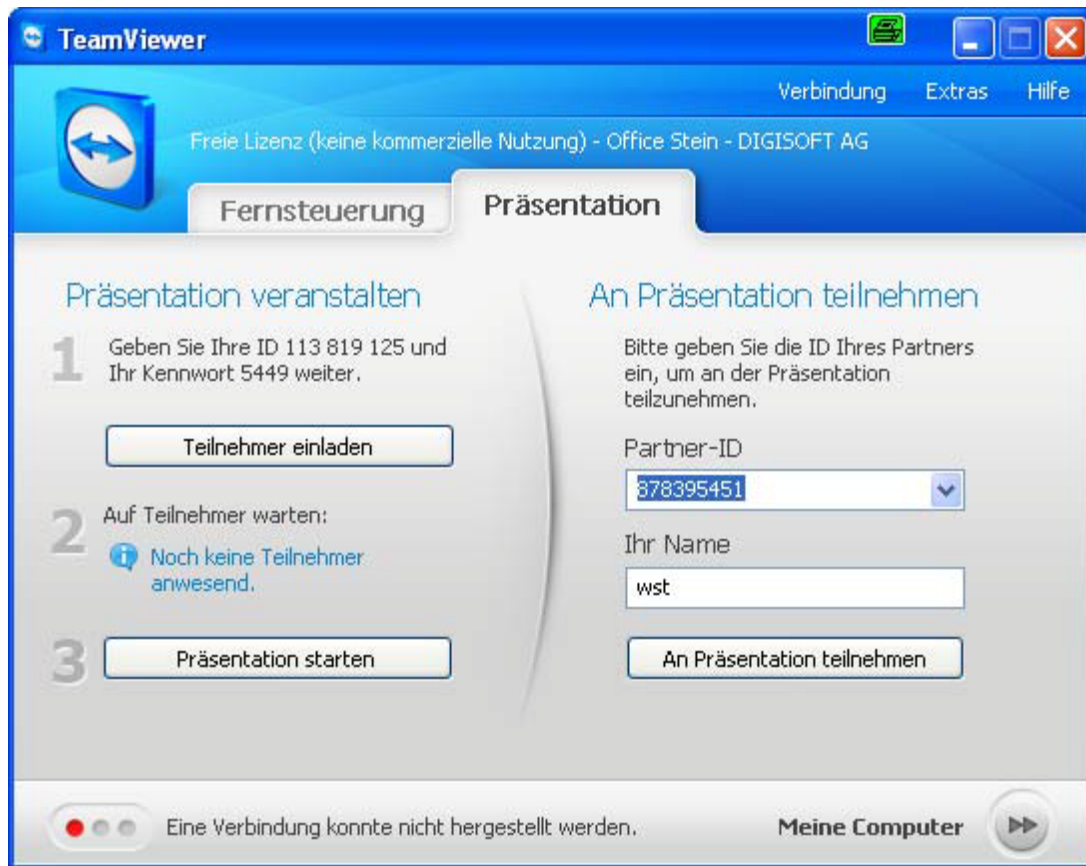 TeamViewer
Verbindung Extras Hilfe
Freie Lizenz (keine kommerzielle Nutzung) - Office Stein - DIGISOFT AG
Fernsteuerung Präsentation
Präsentation veranstalten
1 Geben Sie Ihre ID 113 819 125 und
Ihr Kennwort 5449 weiter.
Teilnehmer einladen
2 Auf Teilnehmer warten:
Noch keine Teilnehmer
anwesend.
3 Präsentation starten
An Präsentation teilnehmen
Bitte geben Sie die ID Ihres Partners
ein, um an der Präsentation
teilzunehmen.
Partner-ID
878395451
Ihr Name
wst
An Präsentation teilnehmen
Eine Verbindung konnte nicht hergestellt werden.
Meine Computer